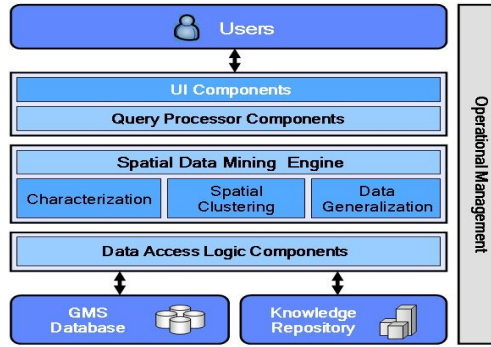 Users
UI Components
Query Processor Components
Spatial Data Mining Engine
Characterization
Spatial
Clustering
Data
Generalization
Data Access Logic Components
GMS
Database
Knowledge
Repository
Operational Management